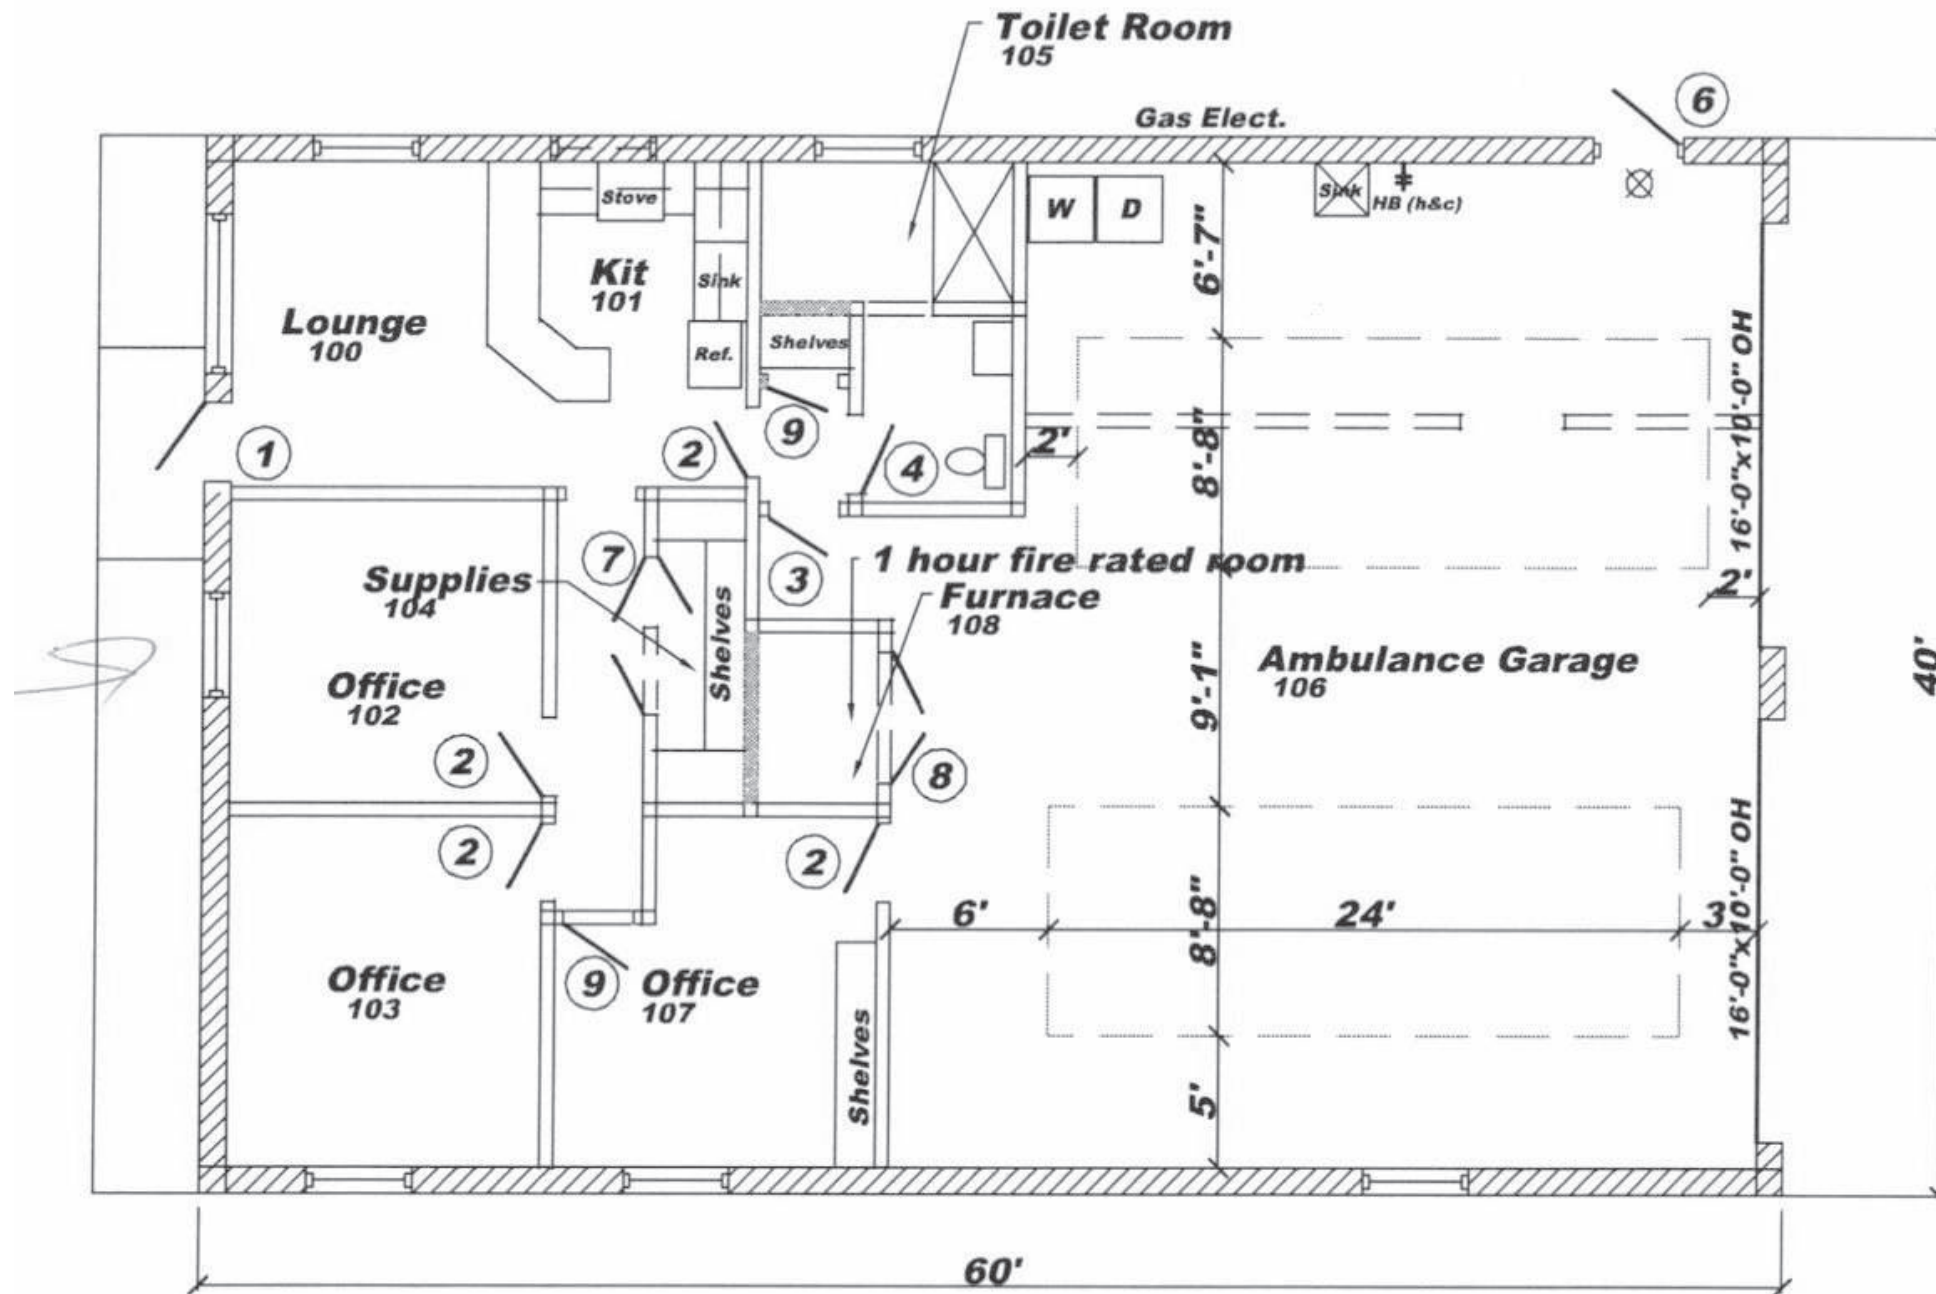 Toilet Room
105
6
Gas Elect.
Stove
W
D
Sink
HB (h&c)
6'-7"
Kit
101
Sink
Lounge
100
Ref.
Shelves
16'-0"x10'-0" OH
9
1
2
4
2'
8'-8"
7
3
1 hour fire rated room
Supplies
104
Furnace
108
2'
Shelves
9'-1"
Ambulance Garage
106
40'
Office
102
2
8
2
2
6'
24'
3'
8'-8"
16'-0"x10'-0" OH
Office
103
9
Office
107
Shelves
5'
60'